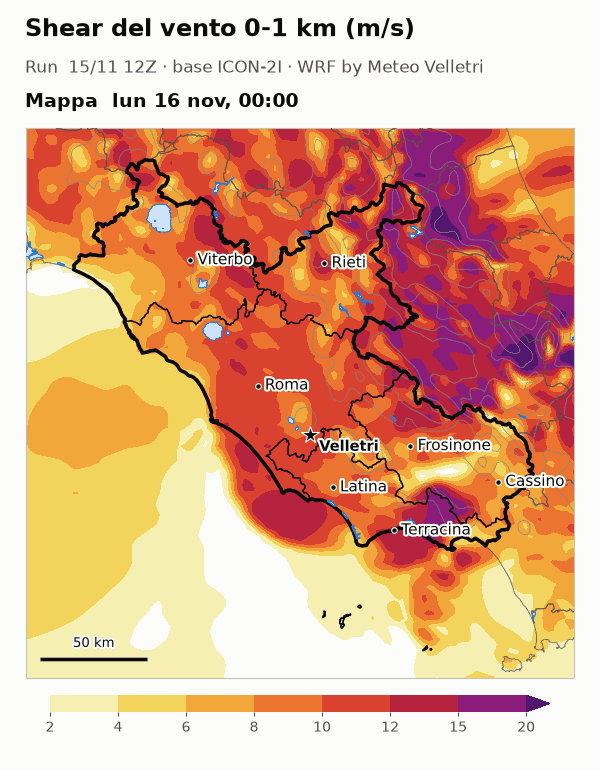 Shear del vento 0-1 km (m/s)
Run  15/11 12Z · base ICON-2I · WRF by Meteo Velletri
Mappa  lun 16 nov, 00:00
Viterbo
Rieti
Roma
Velletri
Frosinone
Latina
Cassino
Terracina
50 km
2 4 6 8 10 12 15 20